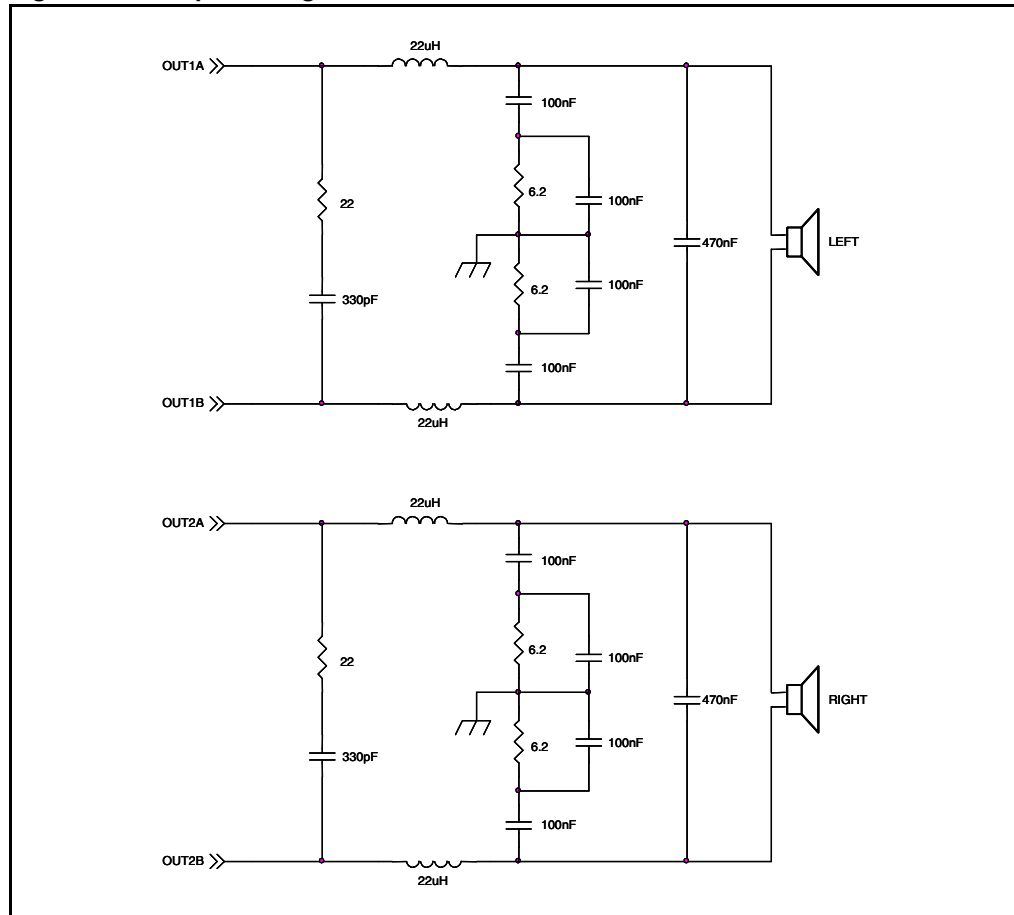 22uH
OUT1A
100nF
6.2
100nF
22
470nF
LEFT
6.2
100nF
330pF
100nF
OUT1B
22uH
22uH
OUT2A
100nF
6.2
100nF
22
470nF
RIGHT
6.2
100nF
330pF
100nF
OUT2B
22uH